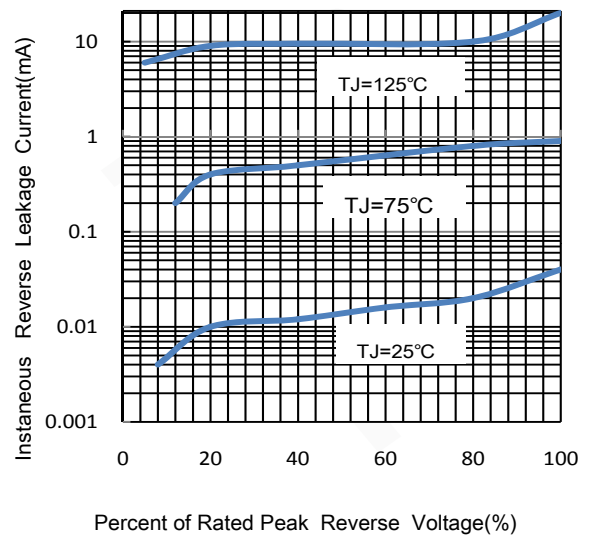 Instaneous Reverse Leakage Current(mA)
10
1
0.1
0.01
0.001
TJ=125℃
TJ=75℃
TJ=25℃
0 20 40 60 80 100
Percent of Rated Peak Reverse Voltage(%)